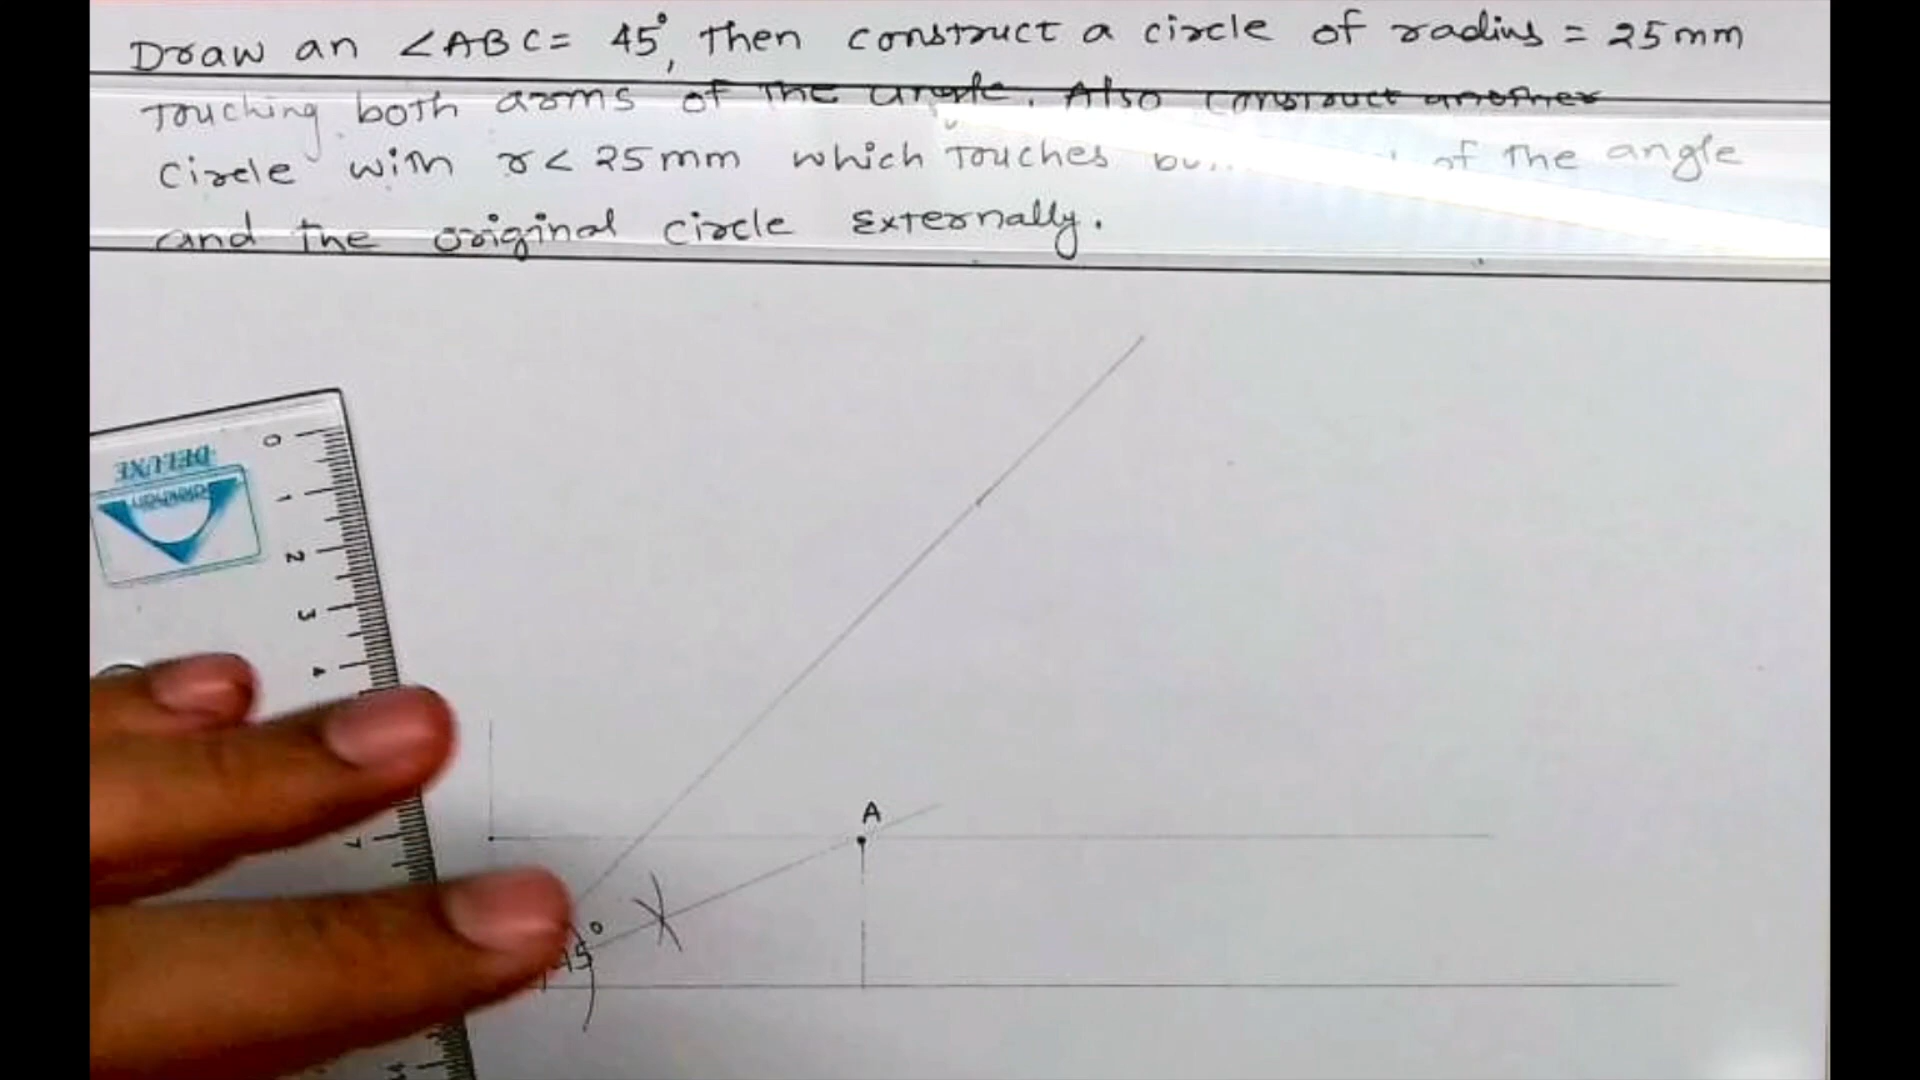 Draw an ∠ABC= 45°, Then construct a circle of radius = 25mm
Touching both arms of The angle. Also construct another
Circle with r < 25mm which Touches of The angle
and The original circle Externally.
0
DELUXE
1
2
3
4
7
A
45°